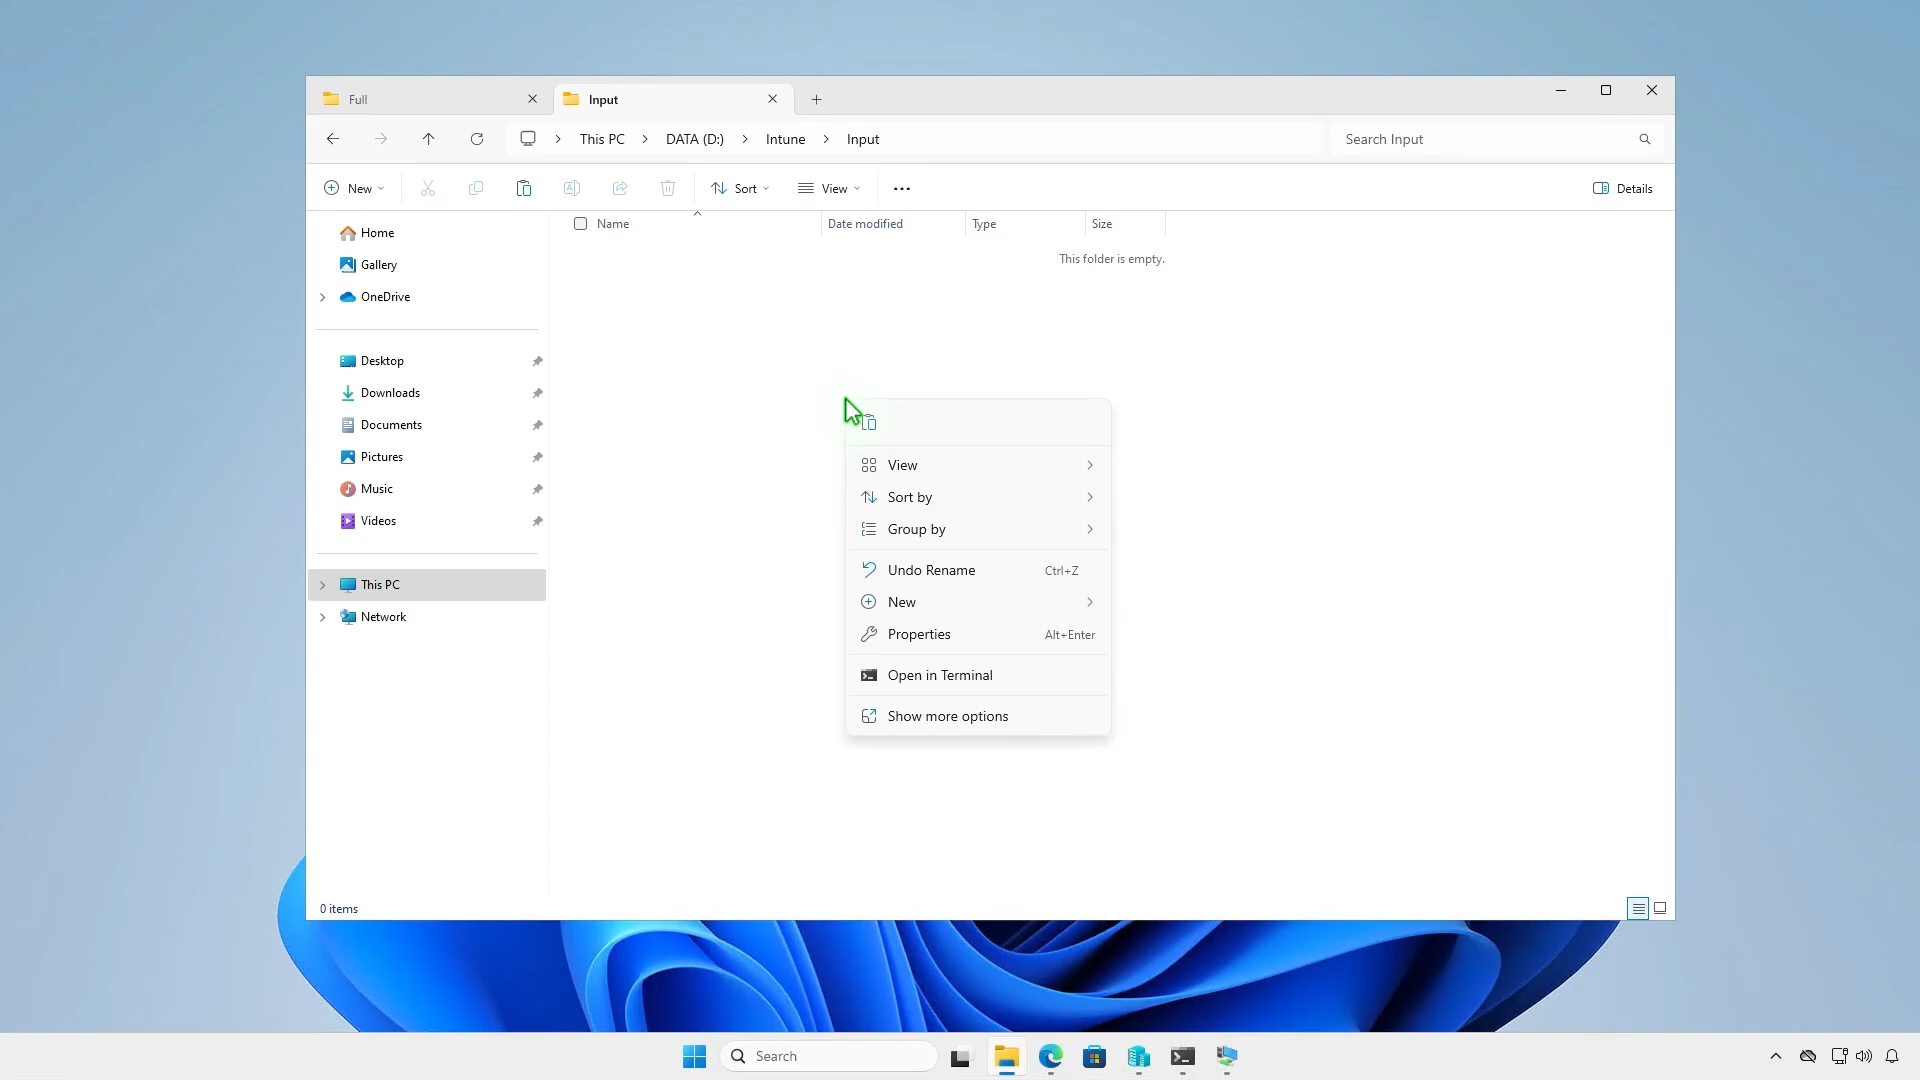 Full
Input
This PC
DATA (D:)
Intune
Input
Search Input
New
Sort
View
Details
Home
Gallery
OneDrive
Desktop
Downloads
Documents
Pictures
Music
Videos
This PC
Network
Name
Date modified
Type
Size
This folder is empty.
View
Sort by
Group by
Undo Rename Ctrl+Z
New
Properties Alt+Enter
Open in Terminal
Show more options
0 items
Search